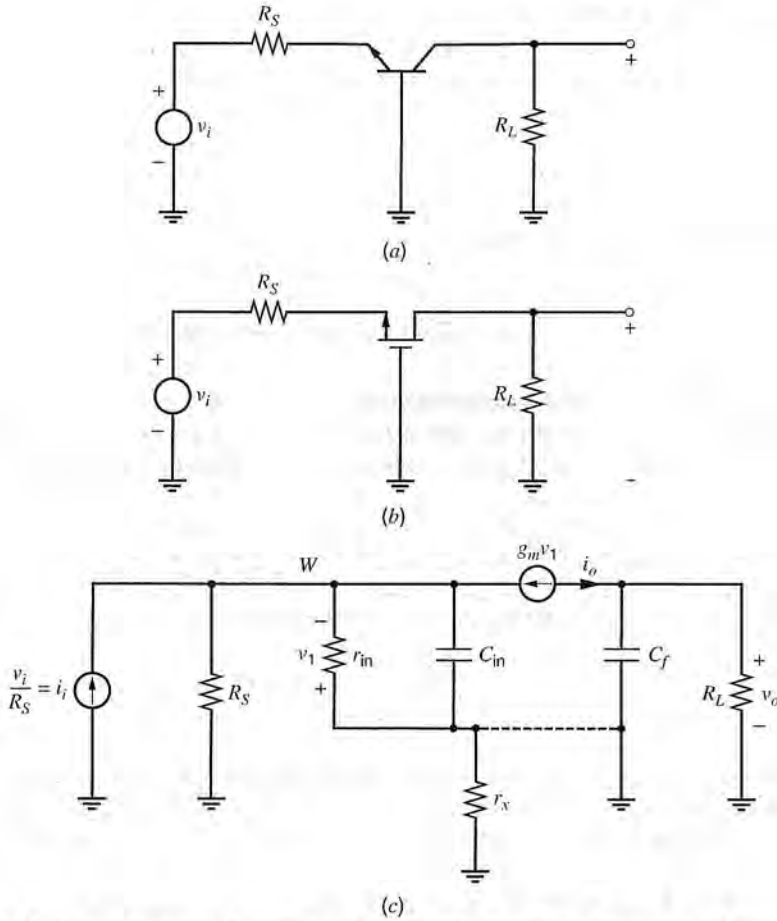 R_S
+
v_i
−
R_L
+
(a)
R_S
+
v_i
−
R_L
+
−
(b)
W
g_m v_1
i_o
v_i/R_S = i_i
R_S
−
v_1
+
r_in
C_in
C_f
R_L
+
v_o
−
r_x
(c)